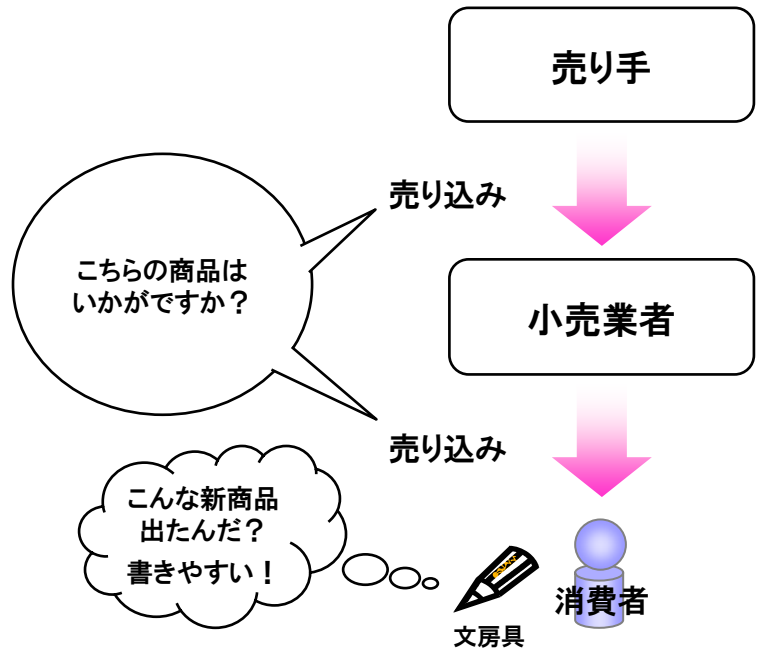 売り手
売り込み
こちらの商品は
いかがですか？
小売業者
売り込み
こんな新商品
出たんだ？
書きやすい！
消費者
文房具